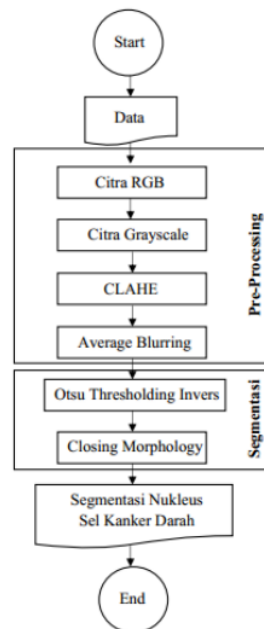 Start
Data
Citra RGB
Citra Grayscale
CLAHE
Average Blurring
Pre-Processing
Otsu Thresholding Invers
Closing Morphology
Segmentasi
Segmentasi Nukleus
Sel Kanker Darah
End